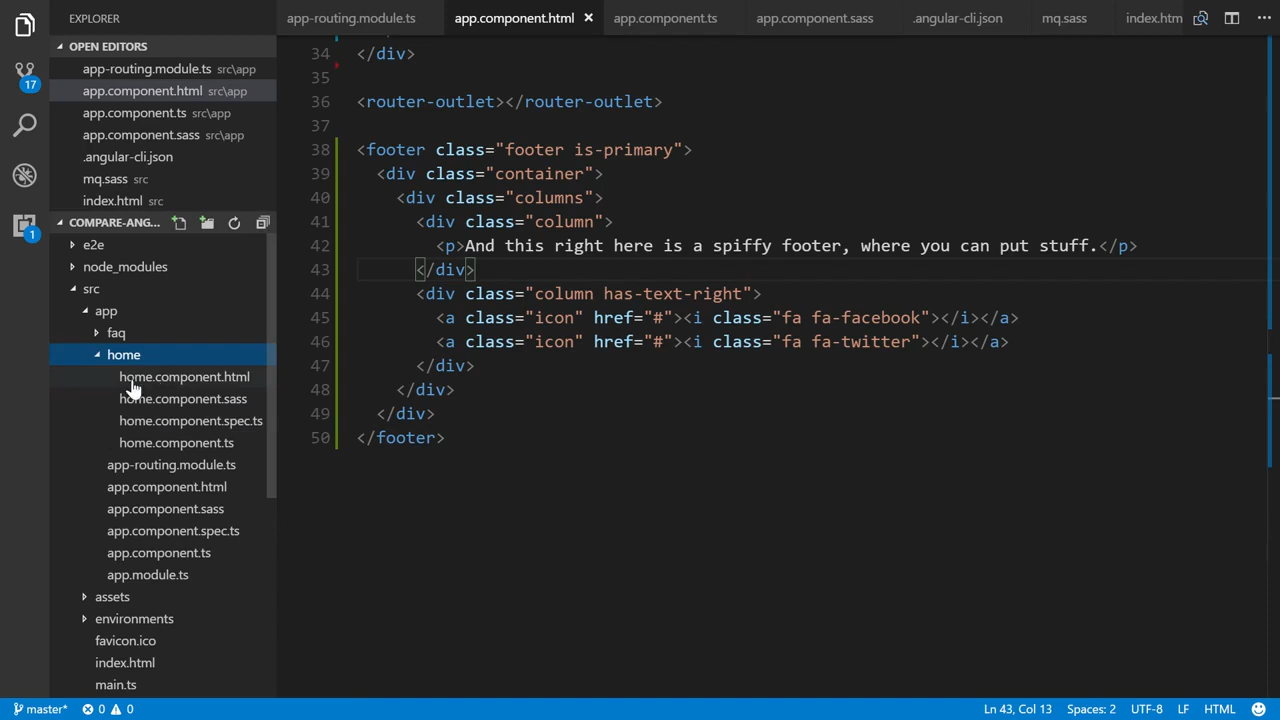 EXPLORER
app-routing.module.ts
app.component.html
app.component.ts
app.component.sass
.angular-cli.json
mq.sass
index.htm
OPEN EDITORS
app-routing.module.ts src\app
app.component.html src\app
app.component.ts src\app
app.component.sass src\app
.angular-cli.json
mq.sass src
index.html src
17
1
COMPARE-ANG...
e2e
node_modules
src
app
faq
home
home.component.html
home.component.sass
home.component.spec.ts
home.component.ts
app-routing.module.ts
app.component.html
app.component.sass
app.component.spec.ts
app.component.ts
app.module.ts
assets
environments
favicon.ico
index.html
main.ts
34 </div>
35
36 <router-outlet></router-outlet>
37
38 <footer class="footer is-primary">
39 <div class="container">
40 <div class="columns">
41 <div class="column">
42 <p>And this right here is a spiffy footer, where you can put stuff.</p>
43 </div>
44 <div class="column has-text-right">
45 <a class="icon" href="#"><i class="fa fa-facebook"></i></a>
46 <a class="icon" href="#"><i class="fa fa-twitter"></i></a>
47 </div>
48 </div>
49 </div>
50 </footer>
master* 0 0
Ln 43, Col 13 Spaces: 2 UTF-8 LF HTML